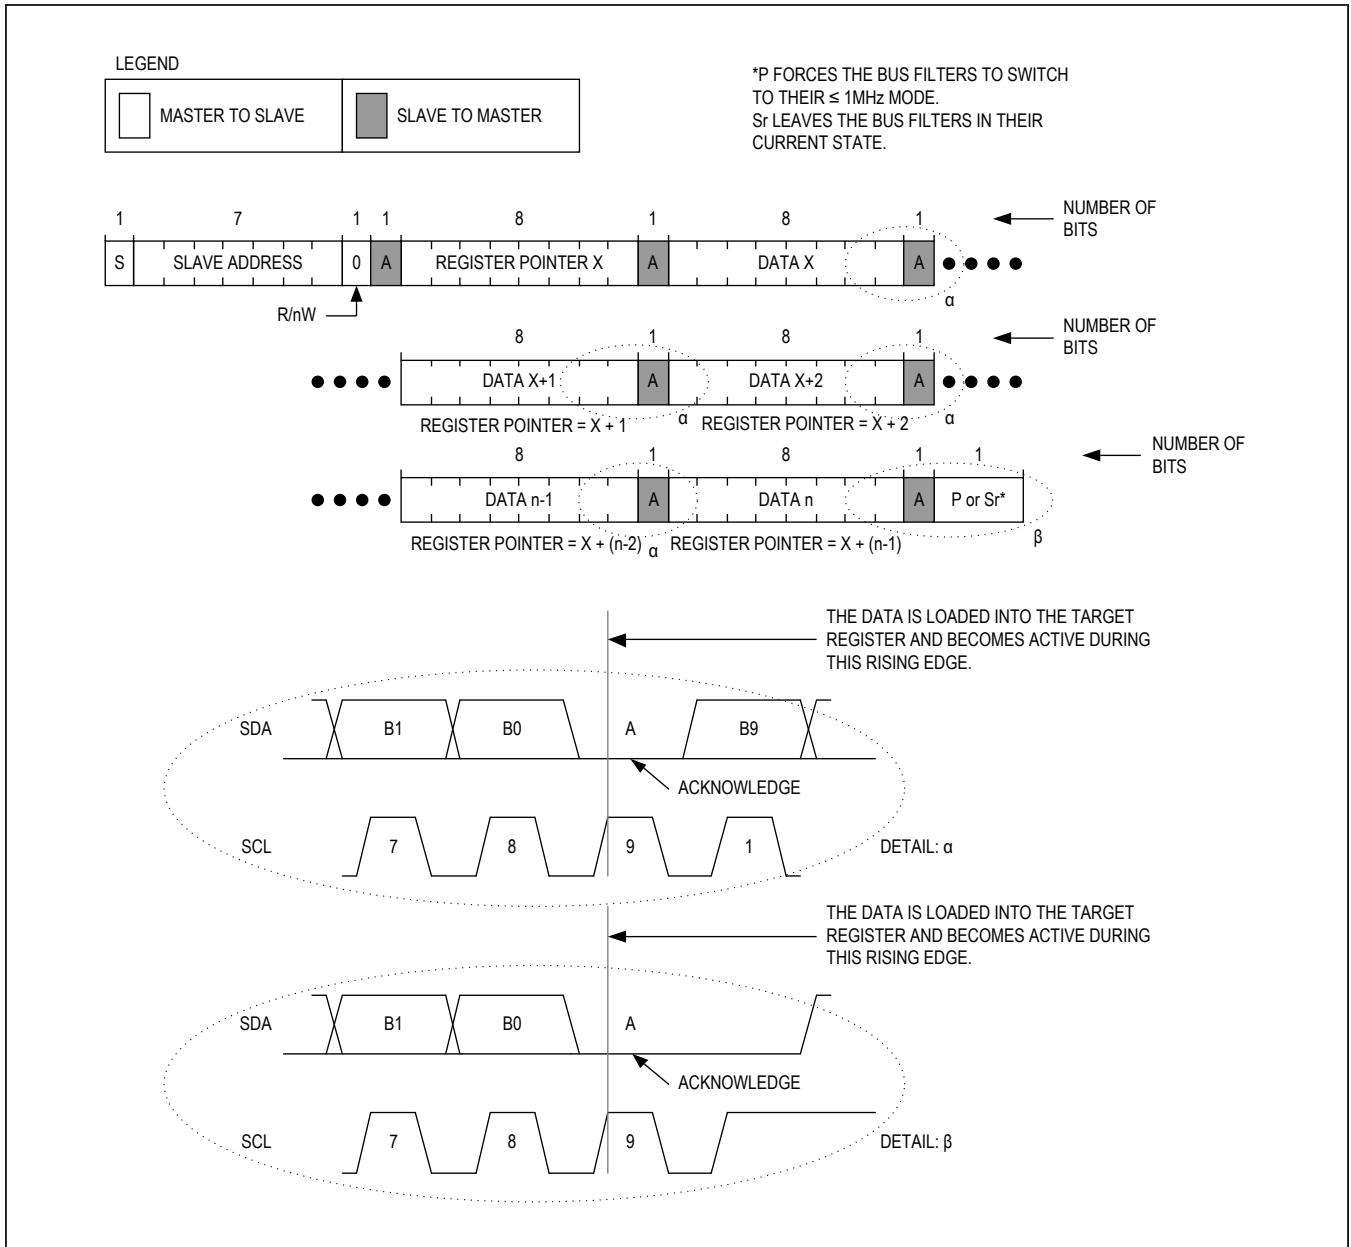 LEGEND
MASTER TO SLAVE
SLAVE TO MASTER
*P FORCES THE BUS FILTERS TO SWITCH
TO THEIR ≤ 1MHz MODE.
Sr LEAVES THE BUS FILTERS IN THEIR
CURRENT STATE.
1 7 1 1 8 1 8 1
NUMBER OF
BITS
S SLAVE ADDRESS 0 A REGISTER POINTER X A DATA X A
α
R/nW
8 1 8 1
NUMBER OF
BITS
DATA X+1 A DATA X+2 A
REGISTER POINTER = X + 1 α REGISTER POINTER = X + 2 α
8 1 8 1 1
NUMBER OF
BITS
DATA n-1 A DATA n A P or Sr*
REGISTER POINTER = X + (n-2) α REGISTER POINTER = X + (n-1) β
THE DATA IS LOADED INTO THE TARGET
REGISTER AND BECOMES ACTIVE DURING
THIS RISING EDGE.
SDA B1 B0 A B9
ACKNOWLEDGE
SCL 7 8 9 1 DETAIL: α
THE DATA IS LOADED INTO THE TARGET
REGISTER AND BECOMES ACTIVE DURING
THIS RISING EDGE.
SDA B1 B0 A
ACKNOWLEDGE
SCL 7 8 9 DETAIL: β